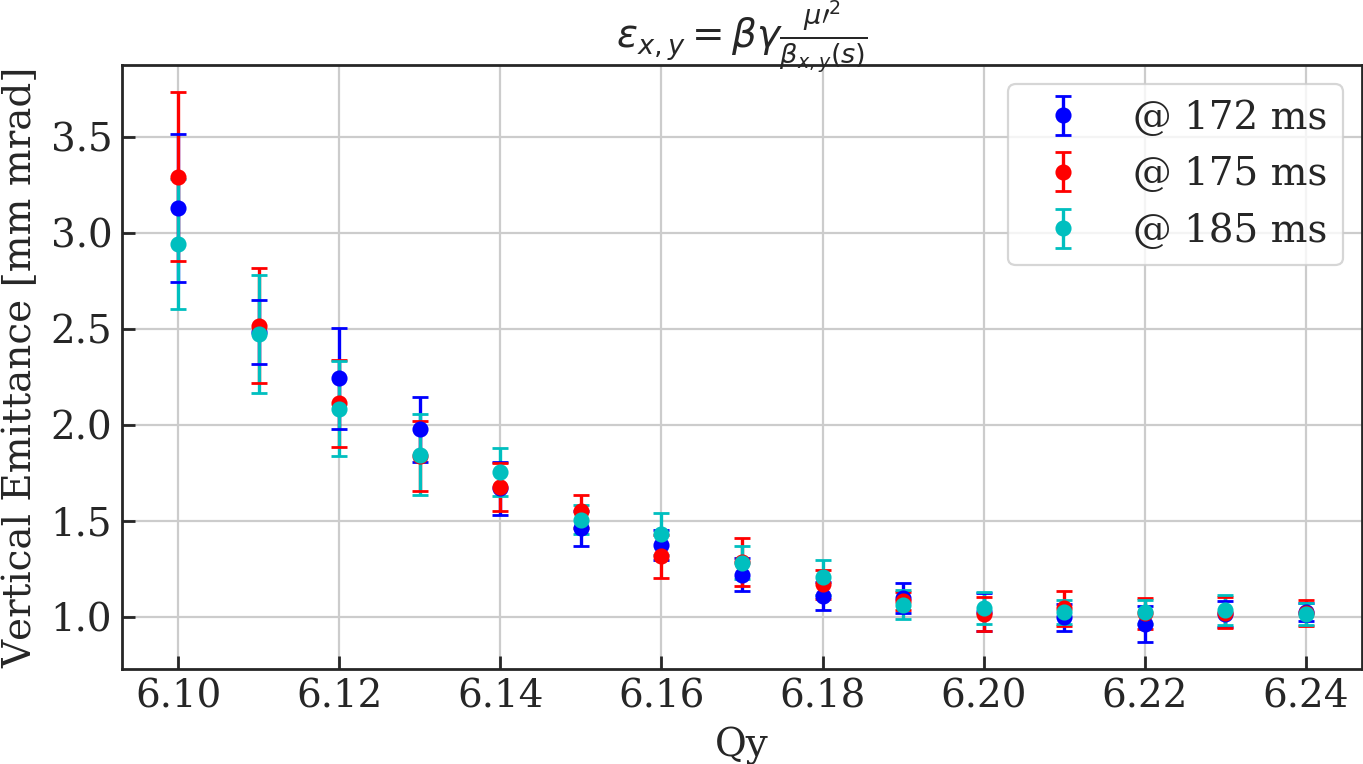 ε_{x, y} = βγ \frac{μ′^2}{β_{x, y}(s)}
Vertical Emittance [mm mrad]
3.5
3.0
2.5
2.0
1.5
1.0
@ 172 ms
@ 175 ms
@ 185 ms
6.10 6.12 6.14 6.16 6.18 6.20 6.22 6.24
Qy